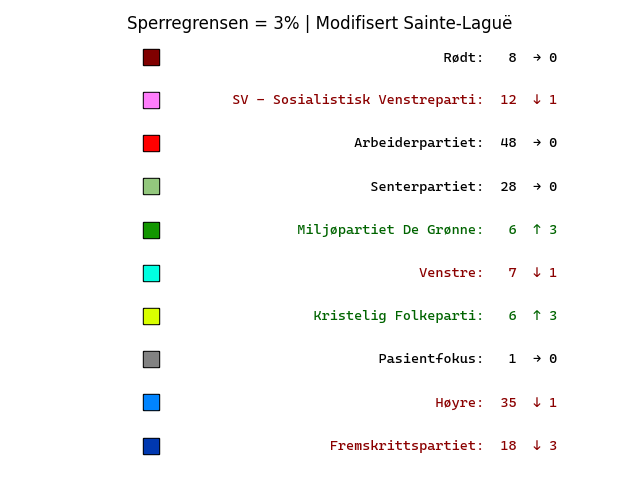 Sperregrensen = 3% | Modifisert Sainte-Laguë
Rødt: 8 → 0
SV – Sosialistisk Venstreparti: 12 ↓ 1
Arbeiderpartiet: 48 → 0
Senterpartiet: 28 → 0
Miljøpartiet De Grønne: 6 ↑ 3
Venstre: 7 ↓ 1
Kristelig Folkeparti: 6 ↑ 3
Pasientfokus: 1 → 0
Høyre: 35 ↓ 1
Fremskrittspartiet: 18 ↓ 3